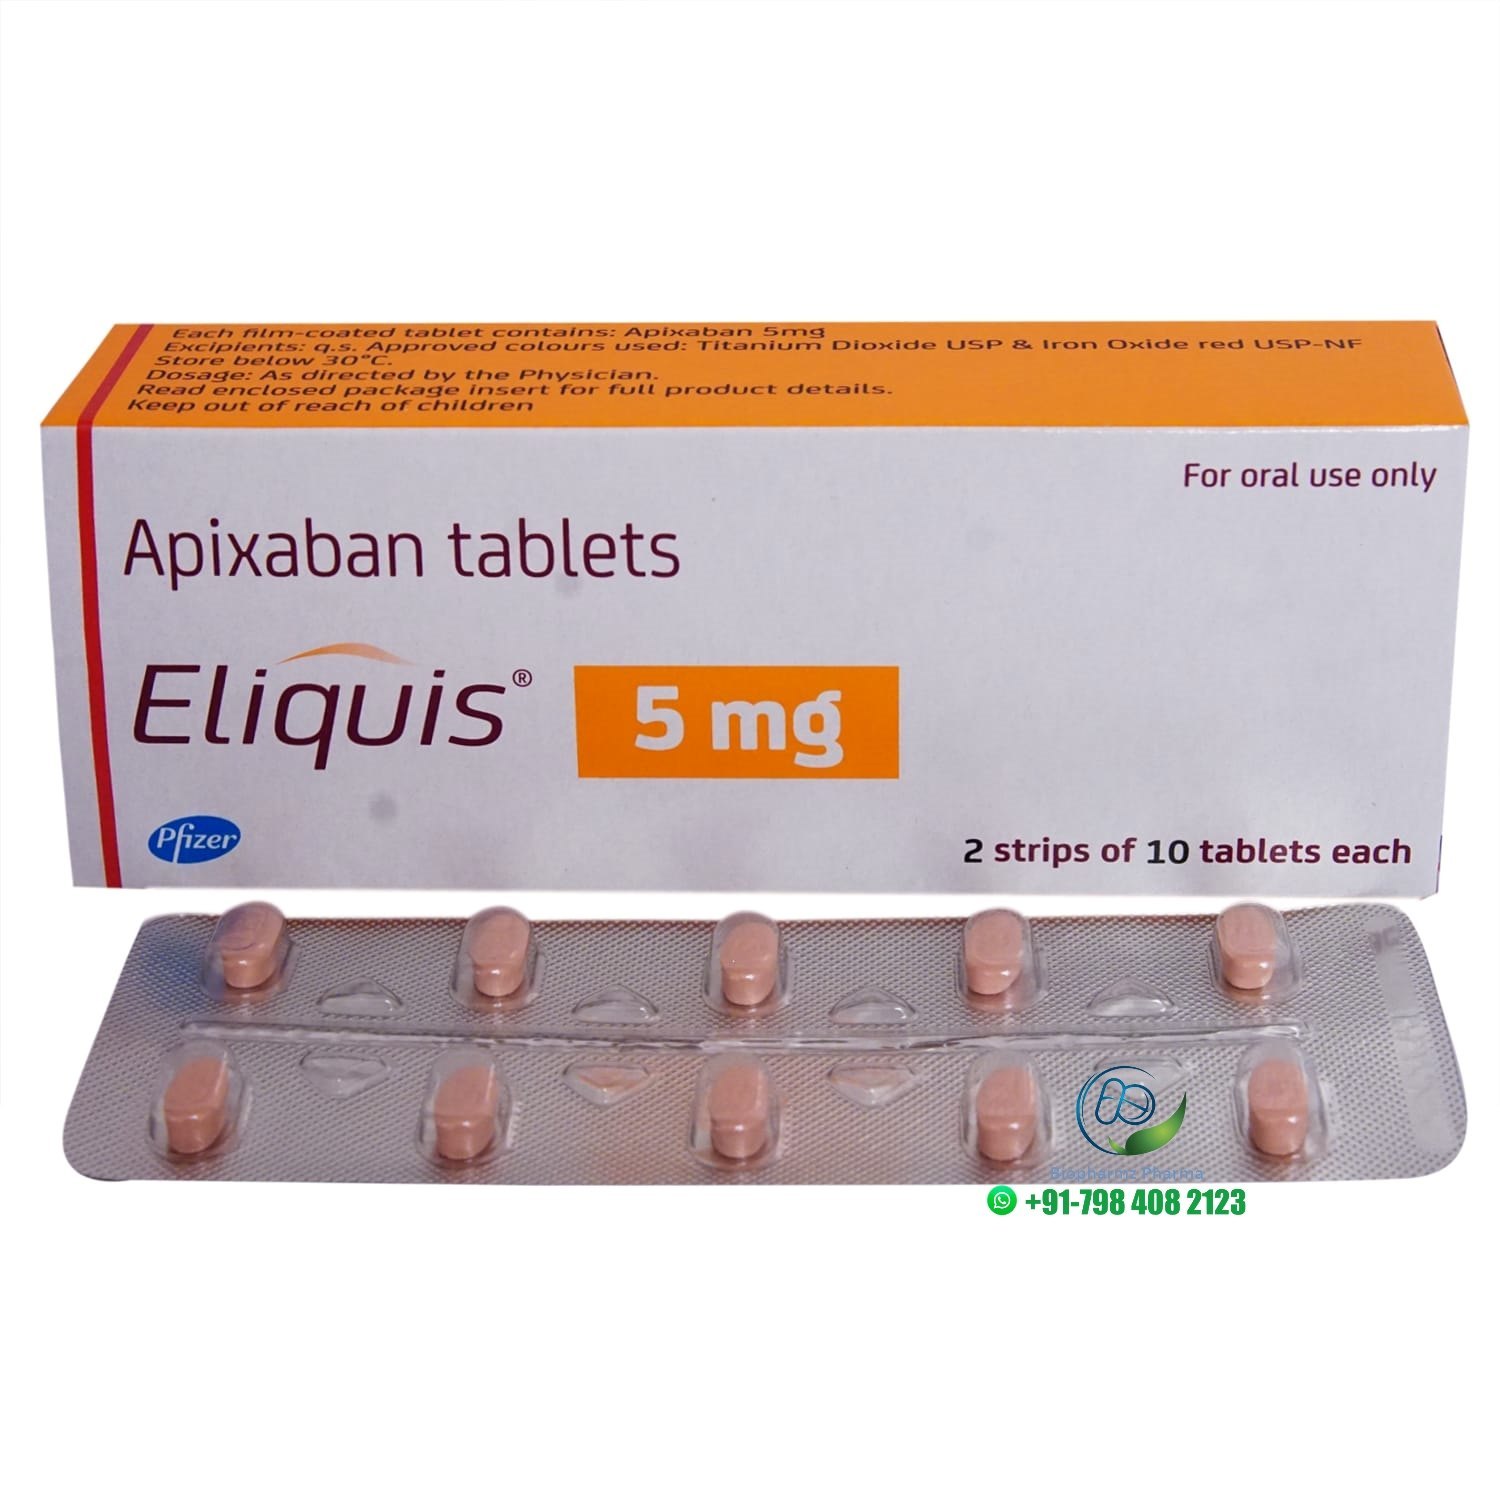 Each film-coated tablet contains: Apixaban 5mg
Excipients: q.s. Approved colours used: Titanium Dioxide USP & Iron Oxide red USP-NF
Store below 30°C.
Dosage: As directed by the Physician.
Read enclosed package insert for full product details.
Keep out of reach of children
For oral use only
Apixaban tablets
Eliquis® 5 mg
Pfizer
2 strips of 10 tablets each
Biopharmz Pharma
+91-798 408 2123